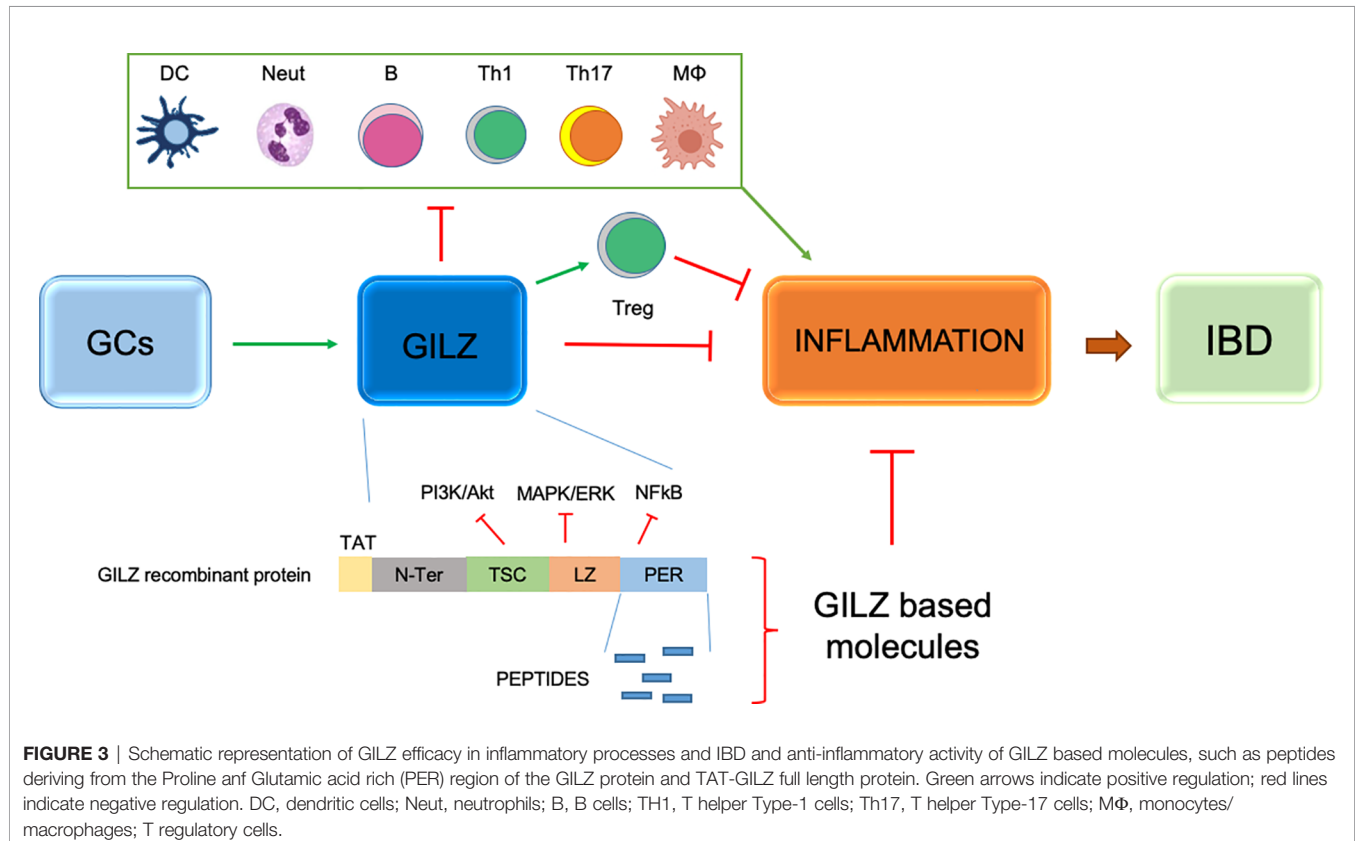 DC Neut B Th1 Th17 MΦ
Treg
GCs GILZ INFLAMMATION IBD
PI3K/Akt MAPK/ERK NFkB
TAT
GILZ recombinant protein N-Ter TSC LZ PER
GILZ based
molecules
PEPTIDES
FIGURE 3 | Schematic representation of GILZ efficacy in inflammatory processes and IBD and anti-inflammatory activity of GILZ based molecules, such as peptides
deriving from the Proline anf Glutamic acid rich (PER) region of the GILZ protein and TAT-GILZ full length protein. Green arrows indicate positive regulation; red lines
indicate negative regulation. DC, dendritic cells; Neut, neutrophils; B, B cells; TH1, T helper Type-1 cells; Th17, T helper Type-17 cells; MΦ, monocytes/
macrophages; T regulatory cells.